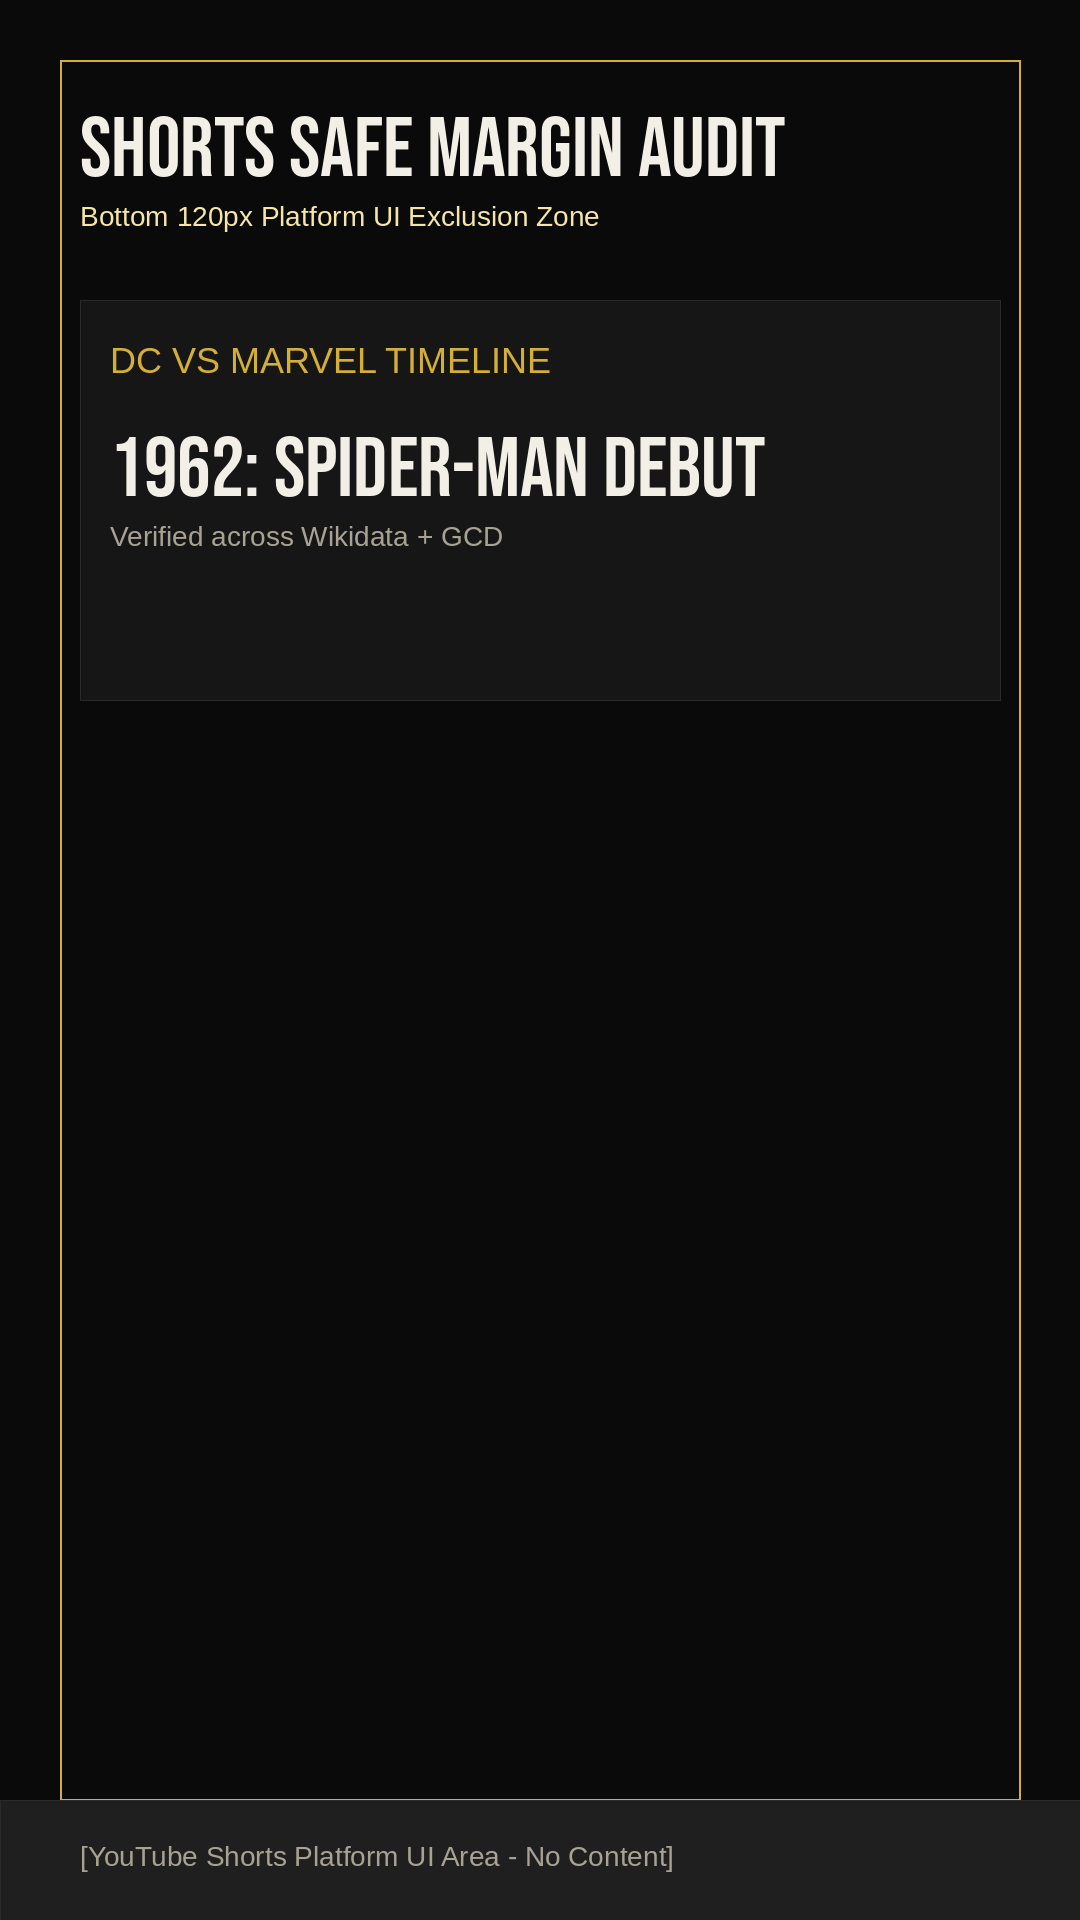 SHORTS SAFE MARGIN AUDIT
Bottom 120px Platform UI Exclusion Zone
DC VS MARVEL TIMELINE
1962: SPIDER-MAN DEBUT
Verified across Wikidata + GCD
[YouTube Shorts Platform UI Area - No Content]